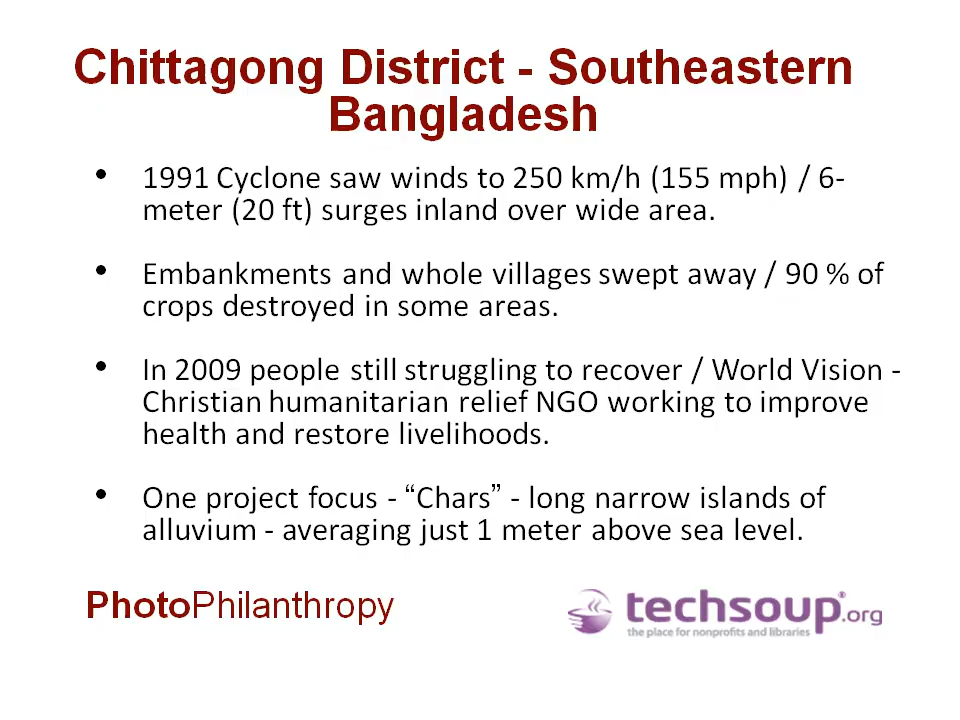 Chittagong District - Southeastern
Bangladesh
• 1991 Cyclone saw winds to 250 km/h (155 mph) / 6-
meter (20 ft) surges inland over wide area.
• Embankments and whole villages swept away / 90 % of
crops destroyed in some areas.
• In 2009 people still struggling to recover / World Vision -
Christian humanitarian relief NGO working to improve
health and restore livelihoods.
• One project focus - “Chars” - long narrow islands of
alluvium - averaging just 1 meter above sea level.
PhotoPhilanthropy
techsoup®.org
the place for nonprofits and libraries